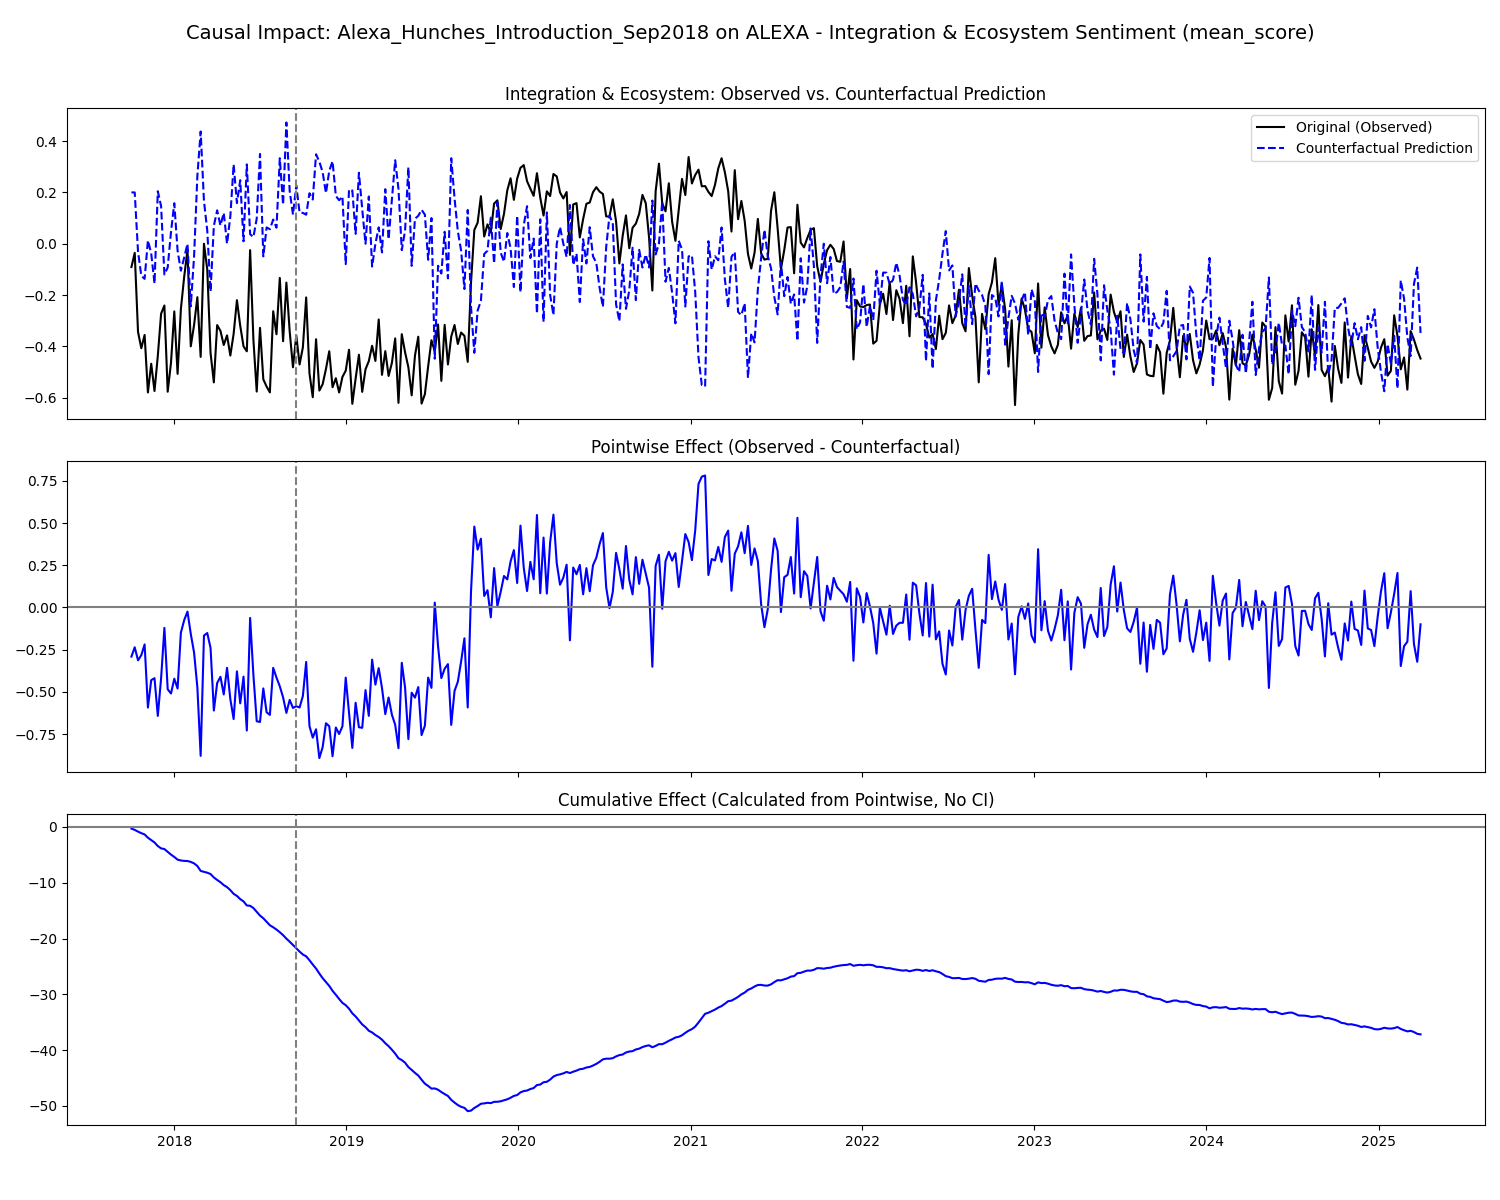 Causal Impact: Alexa_Hunches_Introduction_Sep2018 on ALEXA - Integration & Ecosystem Sentiment (mean_score)
Integration & Ecosystem: Observed vs. Counterfactual Prediction
Original (Observed)
Counterfactual Prediction
0.4
0.2
0.0
−0.2
−0.4
−0.6
Pointwise Effect (Observed - Counterfactual)
0.75
0.50
0.25
0.00
−0.25
−0.50
−0.75
Cumulative Effect (Calculated from Pointwise, No CI)
0
−10
−20
−30
−40
−50
2018 2019 2020 2021 2022 2023 2024 2025